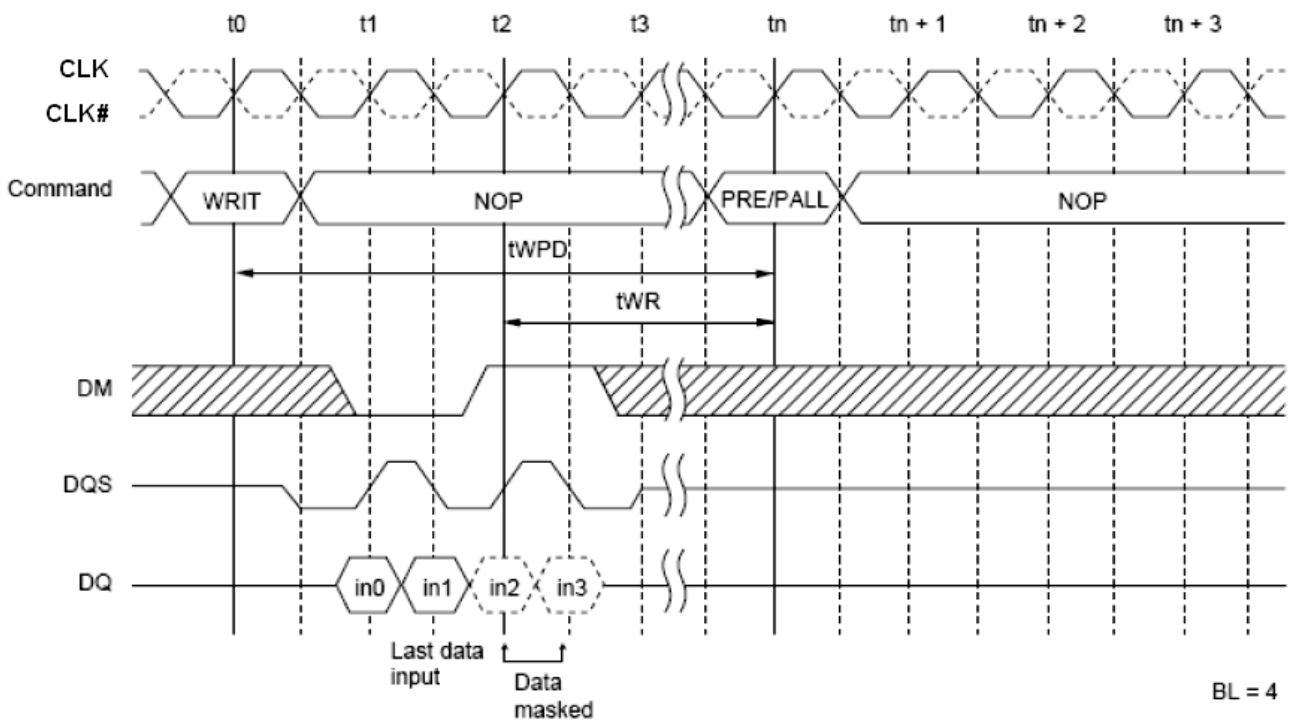 t0 t1 t2 t3 tn tn + 1 tn + 2 tn + 3
CLK
CLK#
Command WRIT NOP PRE/PALL NOP
tWPD
tWR
DM
DQS
DQ in0 in1 in2 in3
Last data
input
Data
masked
BL = 4